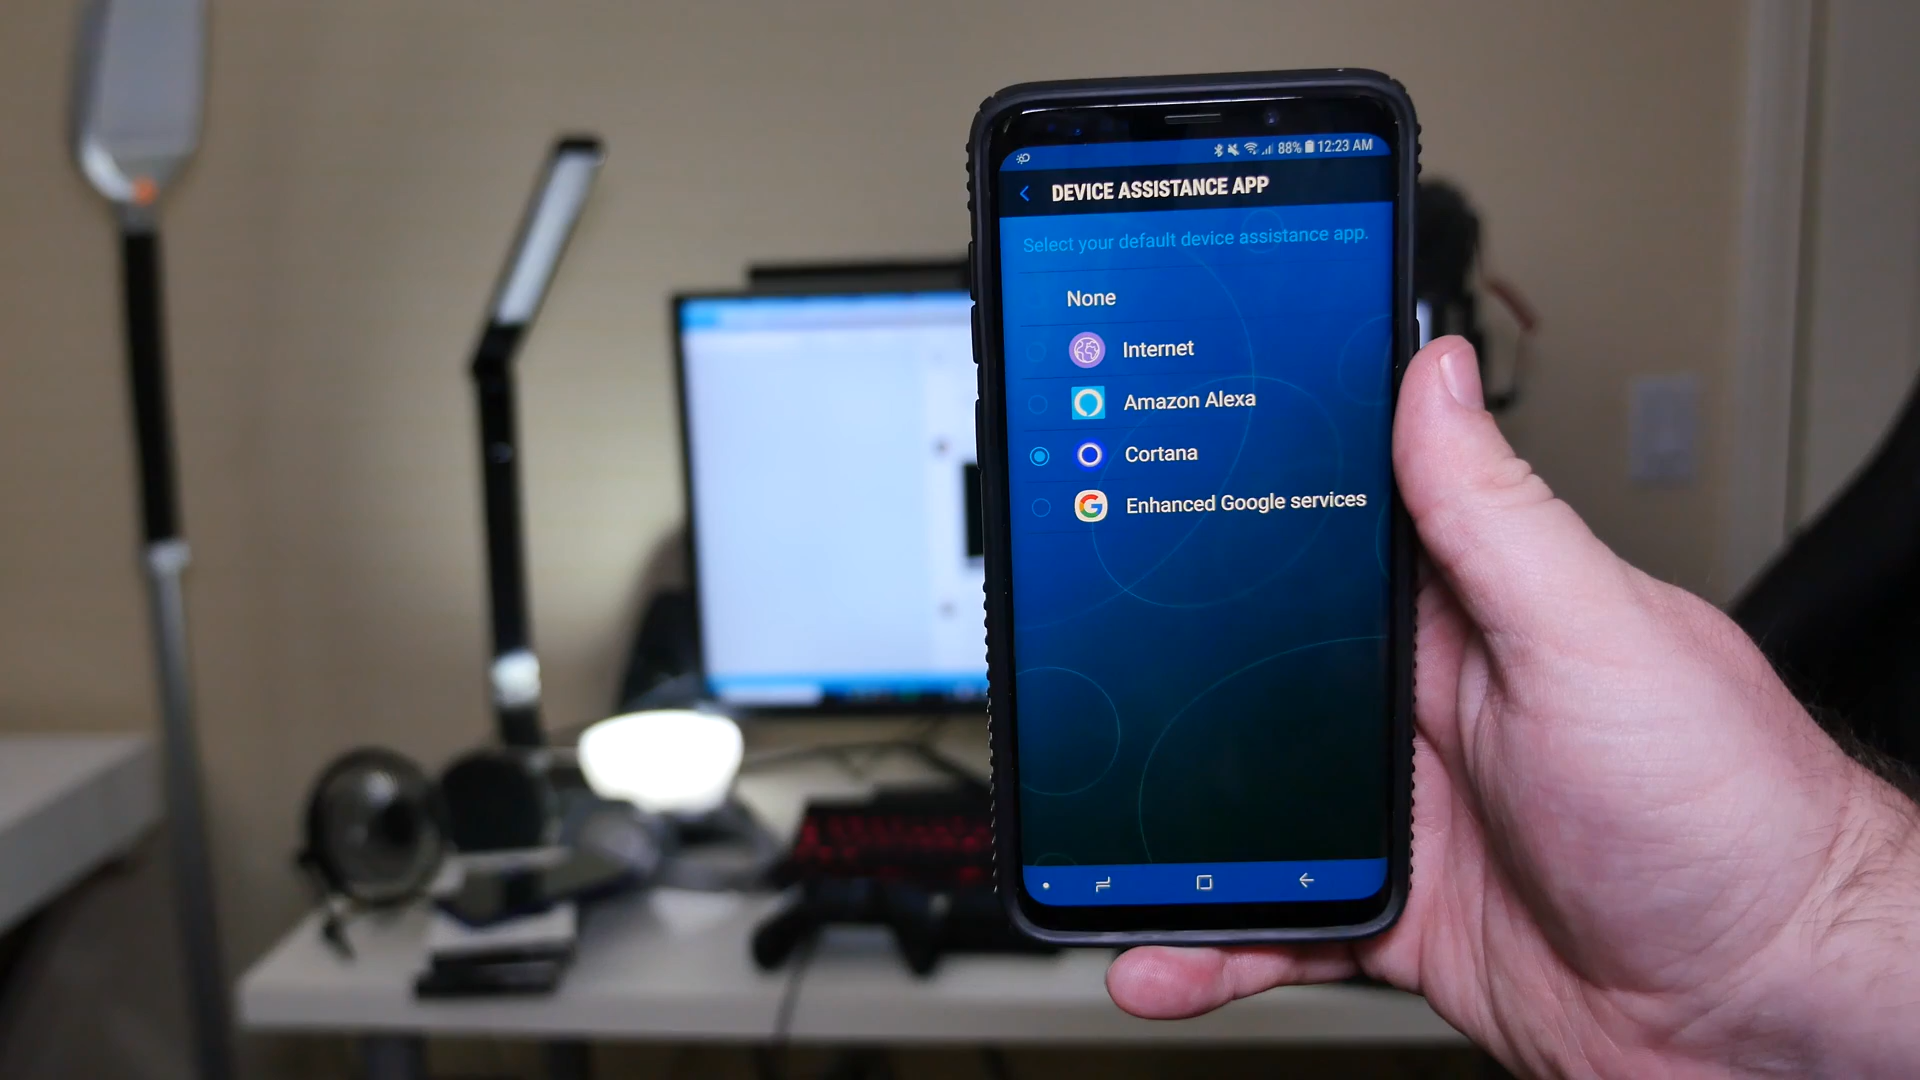 88% 12:23 AM
DEVICE ASSISTANCE APP
Select your default device assistance app.
None
Internet
Amazon Alexa
Cortana
Enhanced Google services